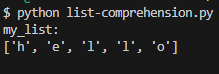 $ python list-comprehension.py
my_list:
['h', 'e', 'l', 'l', 'o']